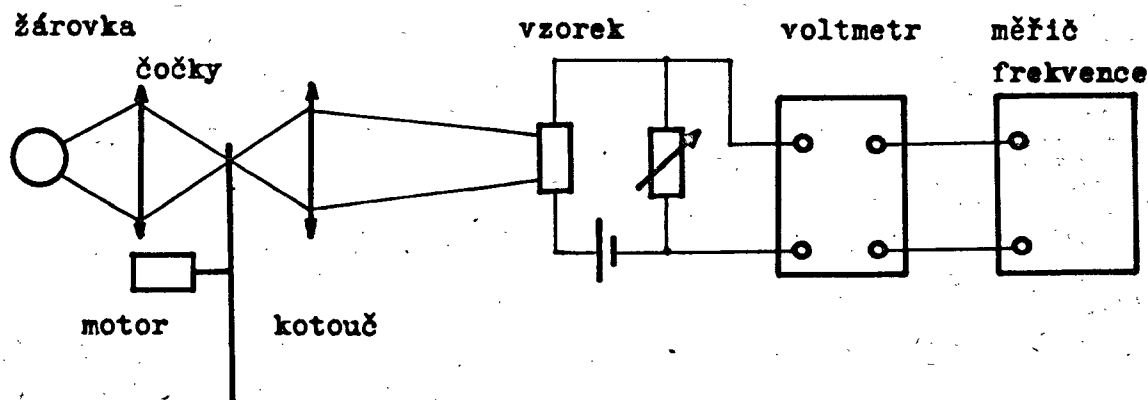 žárovka
čočky
vzorek
voltmetr
měřič
frekvence
motor
kotouč